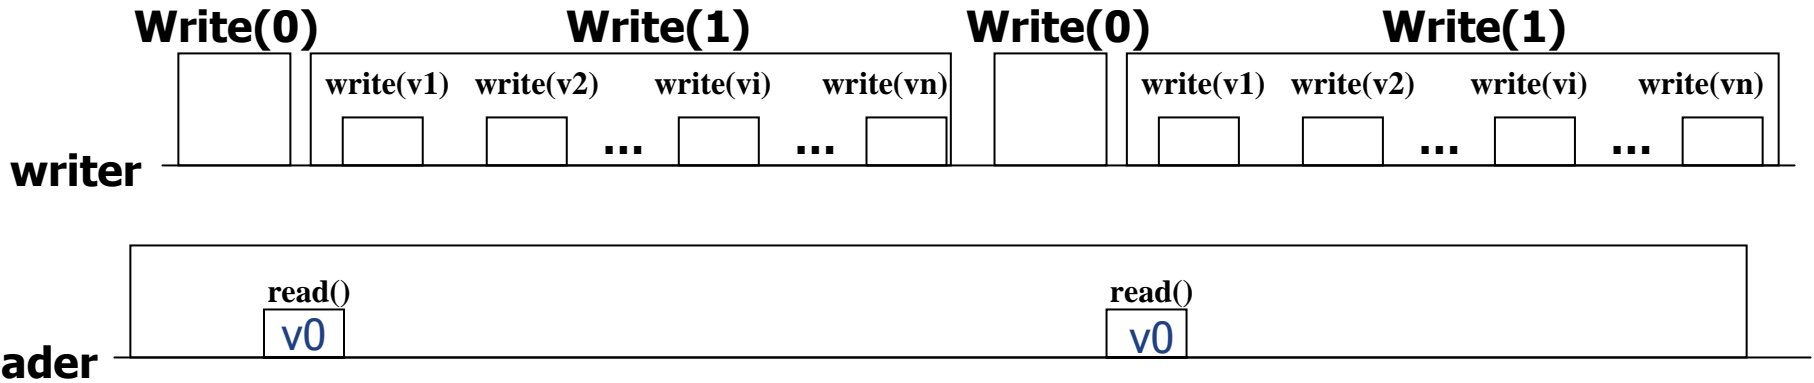 Write(0) Write(1) Write(0) Write(1)
write(v1) write(v2) write(vi) write(vn) write(v1) write(v2) write(vi) write(vn)
... ... ... ...
writer
read() read()
v0 v0
ader